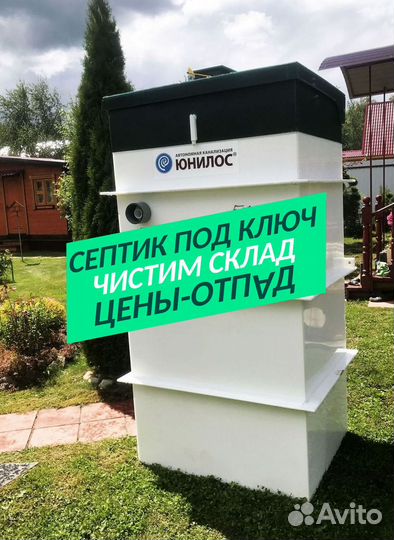 АВТОНОМНАЯ КАНАЛИЗАЦИЯ
ЮНИЛОС®
СЕПТИК ПОД КЛЮЧ
ЧИСТИМ СКЛАД
ЦЕНЫ-ОТПАД
Avito